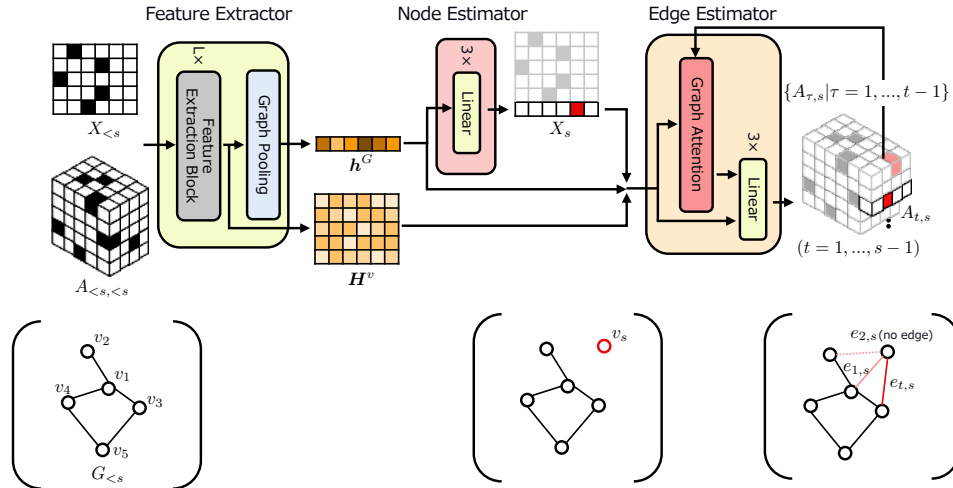 Feature Extractor
Node Estimator
Edge Estimator
L×
Feature
Extraction Block
Graph Pooling
3×
Linear
Graph Attention
3×
Linear
X_{<s}
A_{<s,<s}
h^G
H^v
X_s
{A_{τ,s}|τ = 1, ..., t − 1}
A_{t,s}
(t = 1, ..., s − 1)
v_2
v_1
v_4
v_3
v_5
G_{<s}
v_s
e_{2,s}(no edge)
e_{1,s}
e_{t,s}